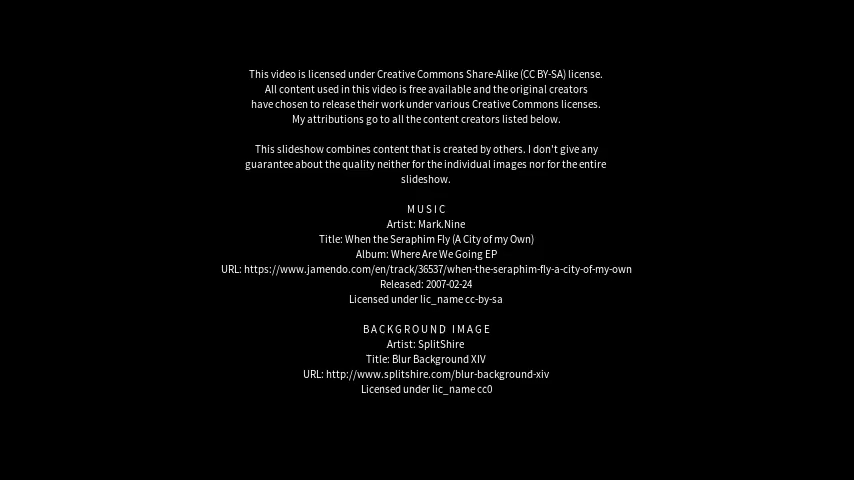 This video is licensed under Creative Commons Share-Alike (CC BY-SA) license.
All content used in this video is free available and the original creators
have chosen to release their work under various Creative Commons licenses.
My attributions go to all the content creators listed below.
This slideshow combines content that is created by others. I don't give any
guarantee about the quality neither for the individual images nor for the entire
slideshow.
MUSIC
Artist: Mark.Nine
Title: When the Seraphim Fly (A City of my Own)
Album: Where Are We Going EP
URL: https://www.jamendo.com/en/track/36537/when-the-seraphim-fly-a-city-of-my-own
Released: 2007-02-24
Licensed under lic_name cc-by-sa
BACKGROUND IMAGE
Artist: SplitShire
Title: Blur Background XIV
URL: http://www.splitshire.com/blur-background-xiv
Licensed under lic_name cc0